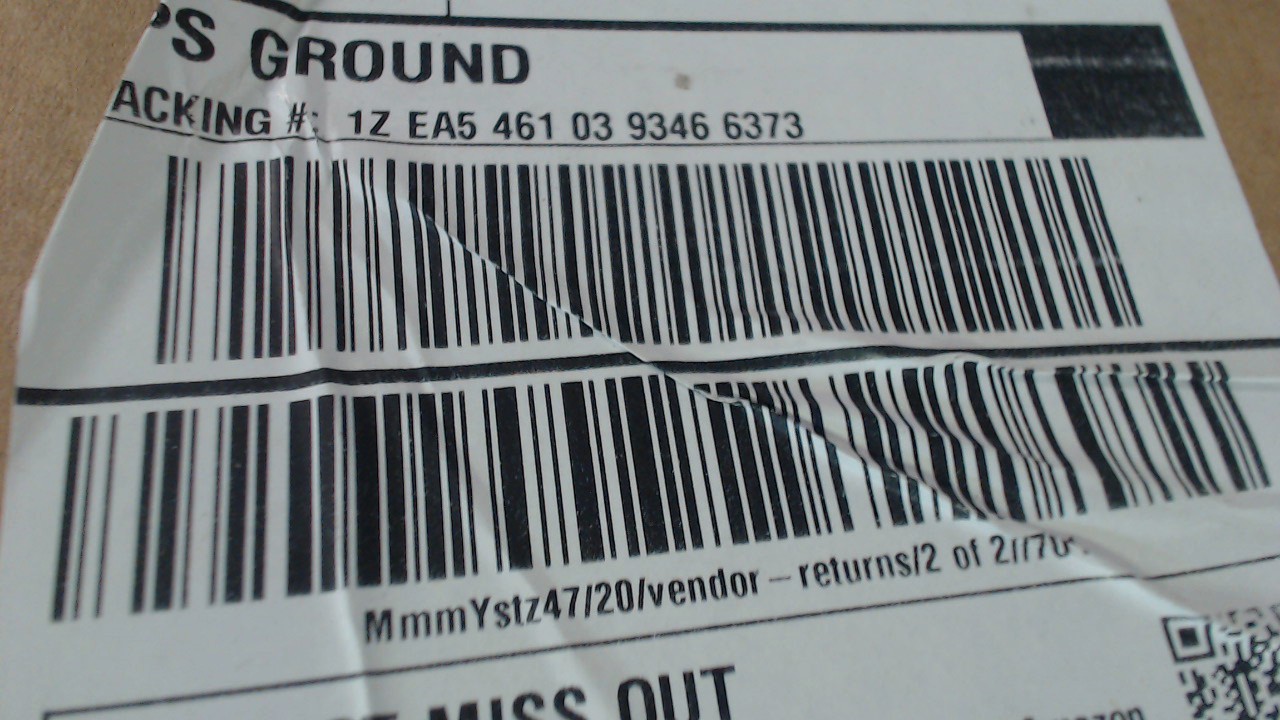 PS GROUND
ACKING #: 1Z EA5 461 03 9346 6373
MmmYstz47/20/vendor – returns/2 of 2//70
MISS OUT